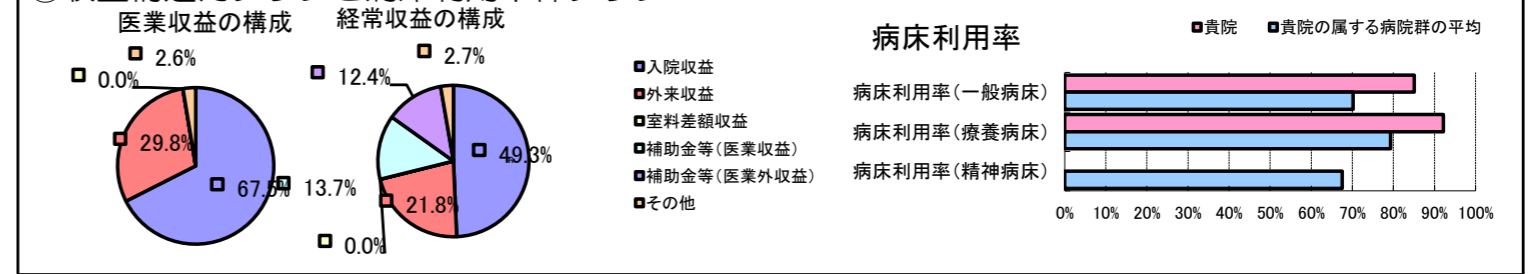 医業収益の構成
2.6%
0.0%
29.8%
67.5%
経常収益の構成
2.7%
12.4%
49.3%
13.7%
21.8%
0.0%
入院収益
外来収益
室料差額収益
補助金等(医業収益)
補助金等(医業外収益)
その他
病床利用率
貴院
貴院の属する病院群の平均
病床利用率(一般病床)
病床利用率(療養病床)
病床利用率(精神病床)
0% 10% 20% 30% 40% 50% 60% 70% 80% 90% 100%